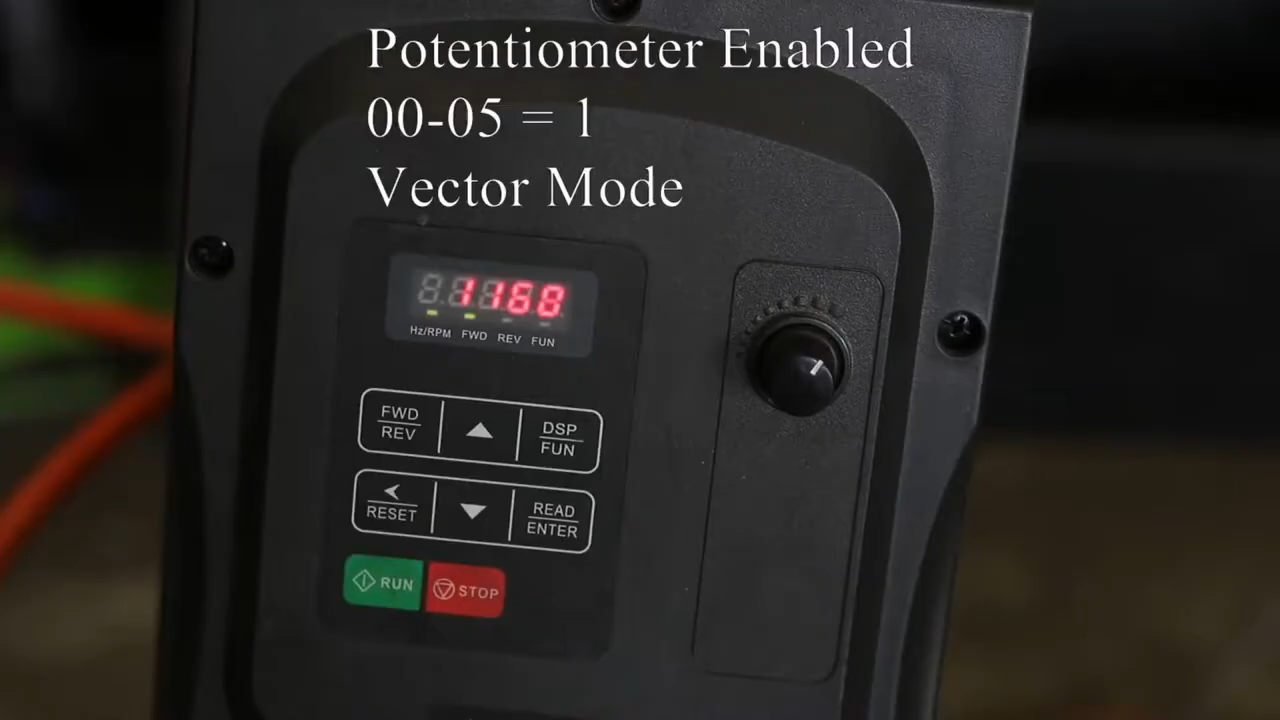 Potentiometer Enabled
00-05 = 1
Vector Mode
1168
Hz/RPM FWD REV FUN
FWD
REV
DSP
FUN
RESET
READ
ENTER
RUN
STOP